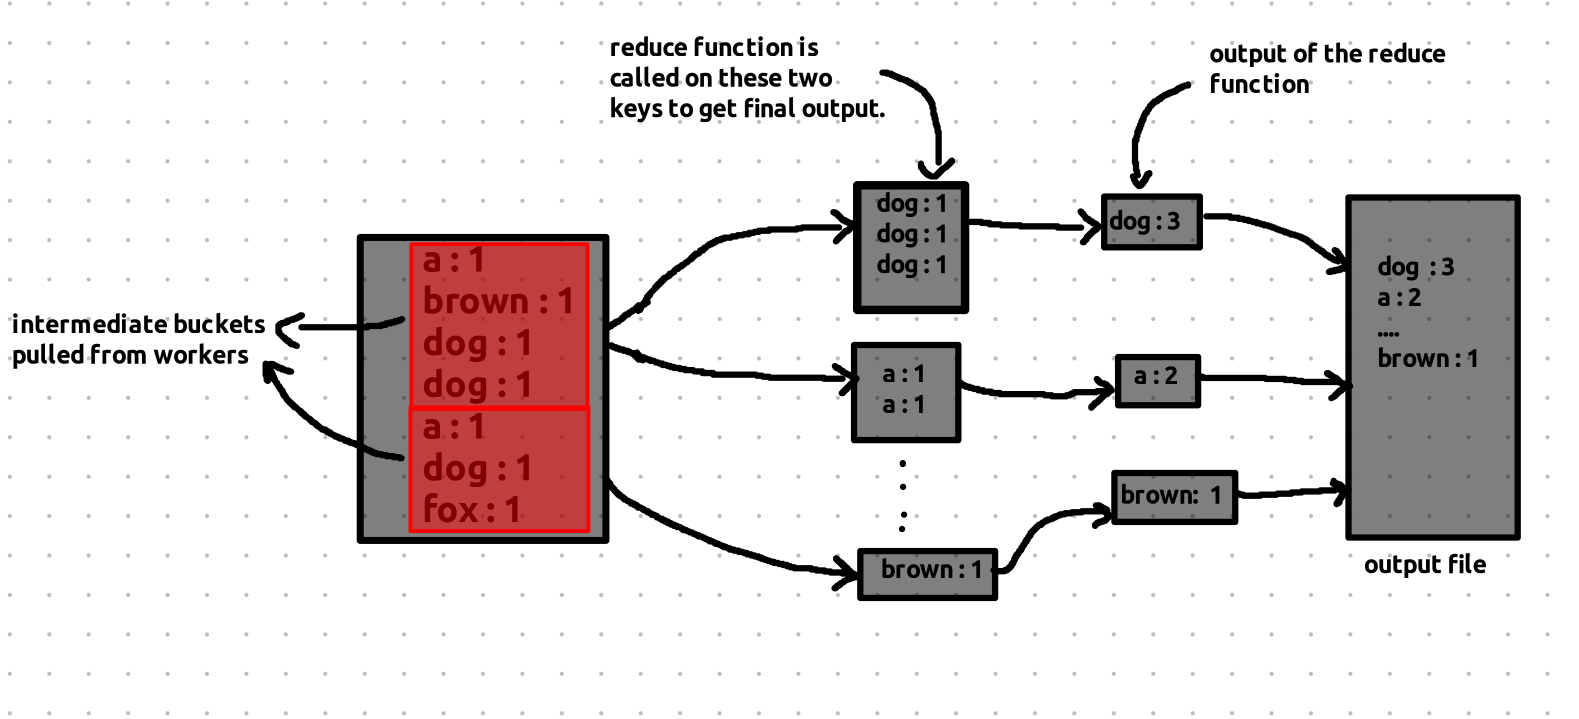 reduce function is
called on these two
keys to get final output.
output of the reduce
function
intermediate buckets
pulled from workers
a : 1
brown : 1
dog : 1
dog : 1
a : 1
dog : 1
fox : 1
dog : 1
dog : 1
dog : 1
dog : 3
a : 1
a : 1
a : 2
brown : 1
brown: 1
dog : 3
a : 2
....
brown : 1
output file